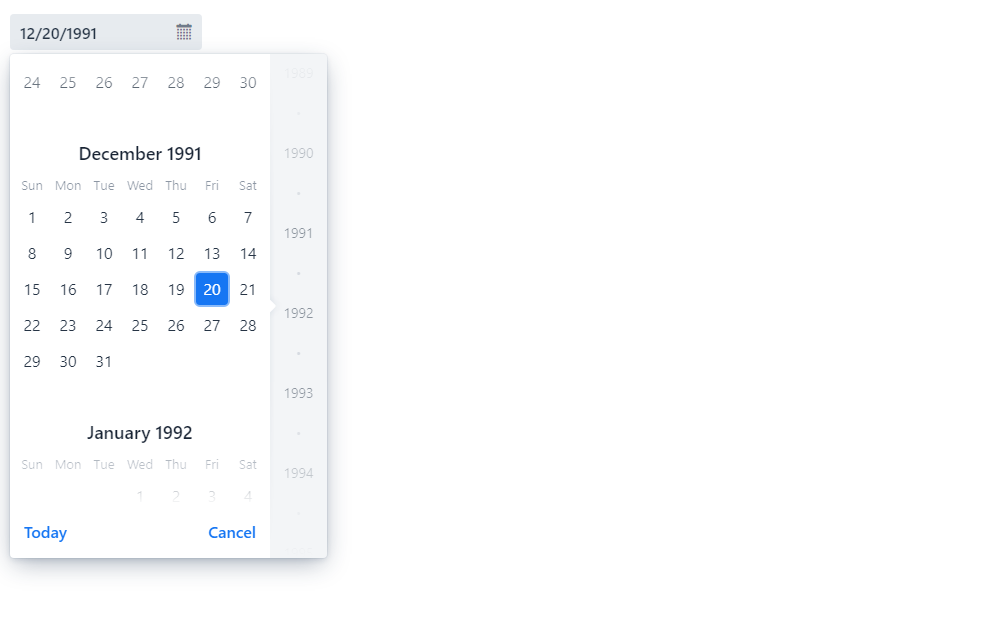 12/20/1991
24 25 26 27 28 29 30
December 1991
Sun Mon Tue Wed Thu Fri Sat
1 2 3 4 5 6 7
8 9 10 11 12 13 14
15 16 17 18 19 20 21
22 23 24 25 26 27 28
29 30 31
January 1992
Sun Mon Tue Wed Thu Fri Sat
1 2 3 4
Today Cancel
1989
1990
1991
1992
1993
1994